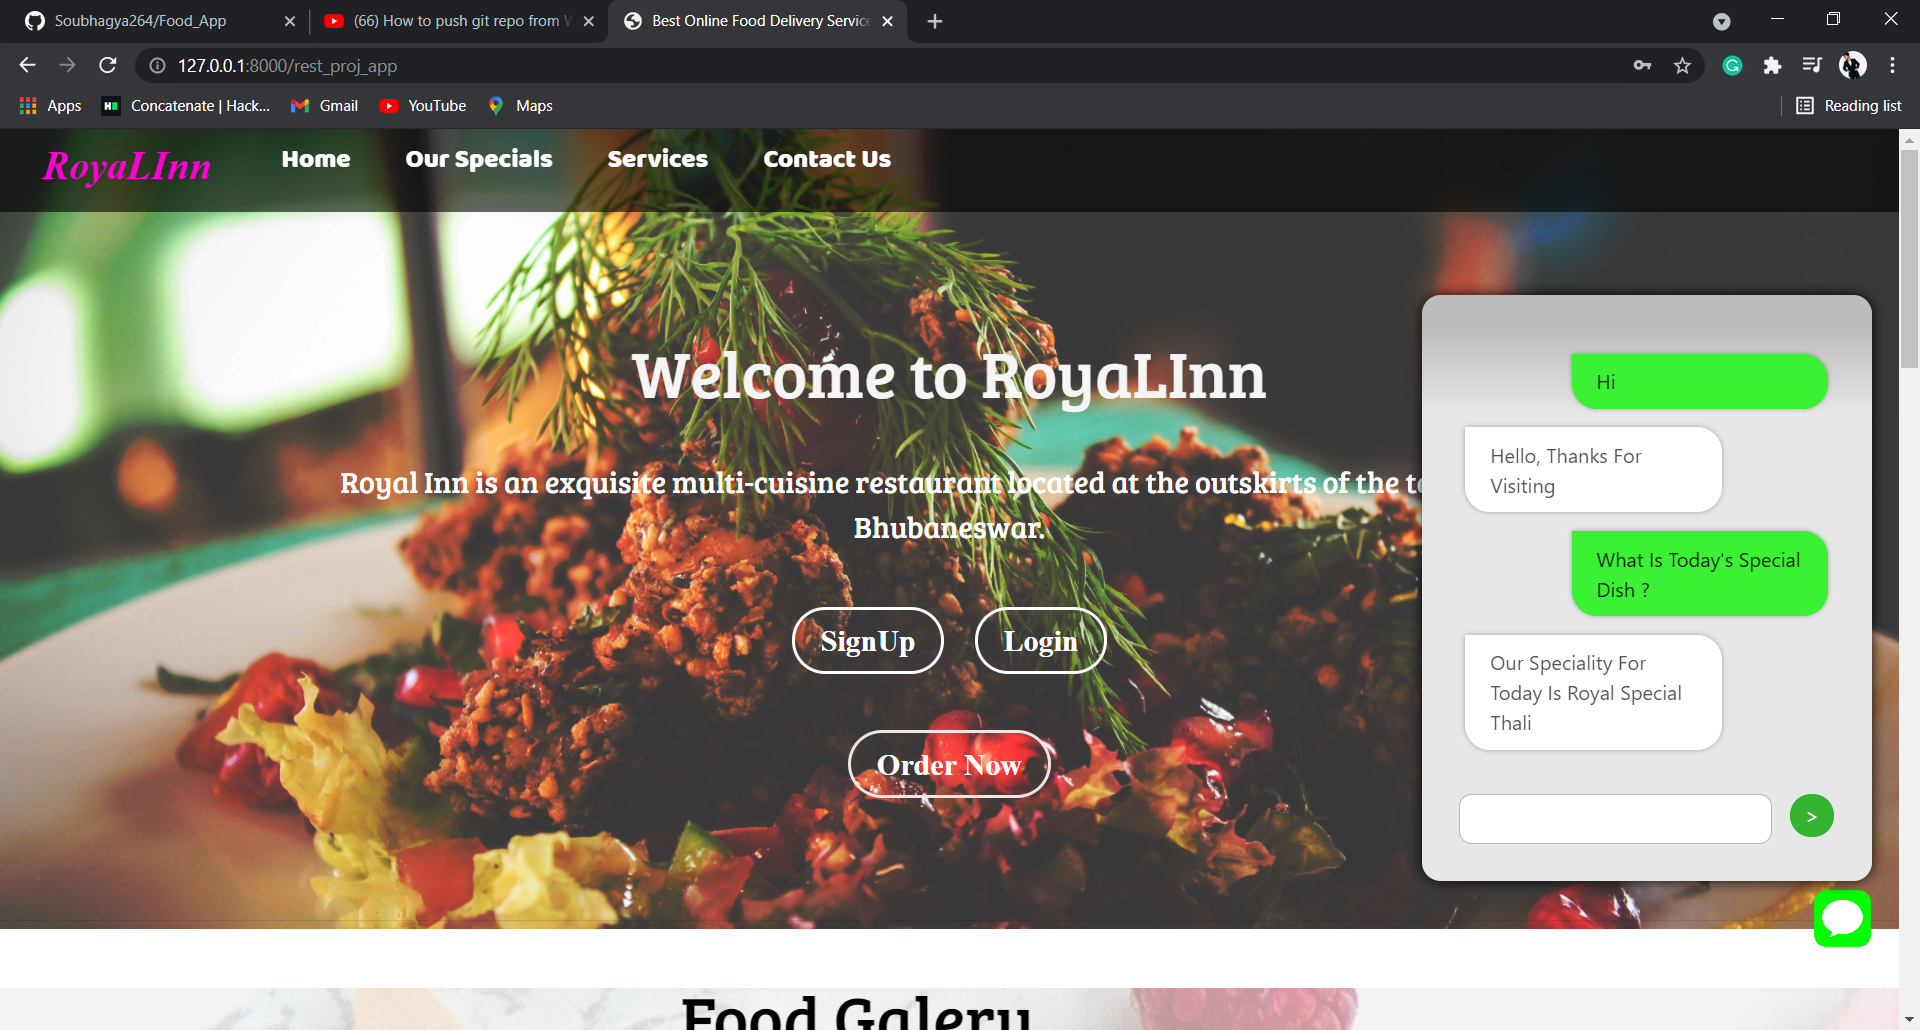 Soubhagya264/Food_App
(66) How to push git repo from
Best Online Food Delivery Service
127.0.0.1:8000/rest_proj_app
Apps
Concatenate | Hack...
Gmail
YouTube
Maps
Reading list
RoyaLInn
Home
Our Specials
Services
Contact Us
Welcome to RoyaLInn
Royal Inn is an exquisite multi-cuisine restaurant located at the outskirts of the
Bhubaneswar.
SignUp
Login
Order Now
Hi
Hello, Thanks For
Visiting
What Is Today's Special
Dish ?
Our Speciality For
Today Is Royal Special
Thali
>
Food Galery